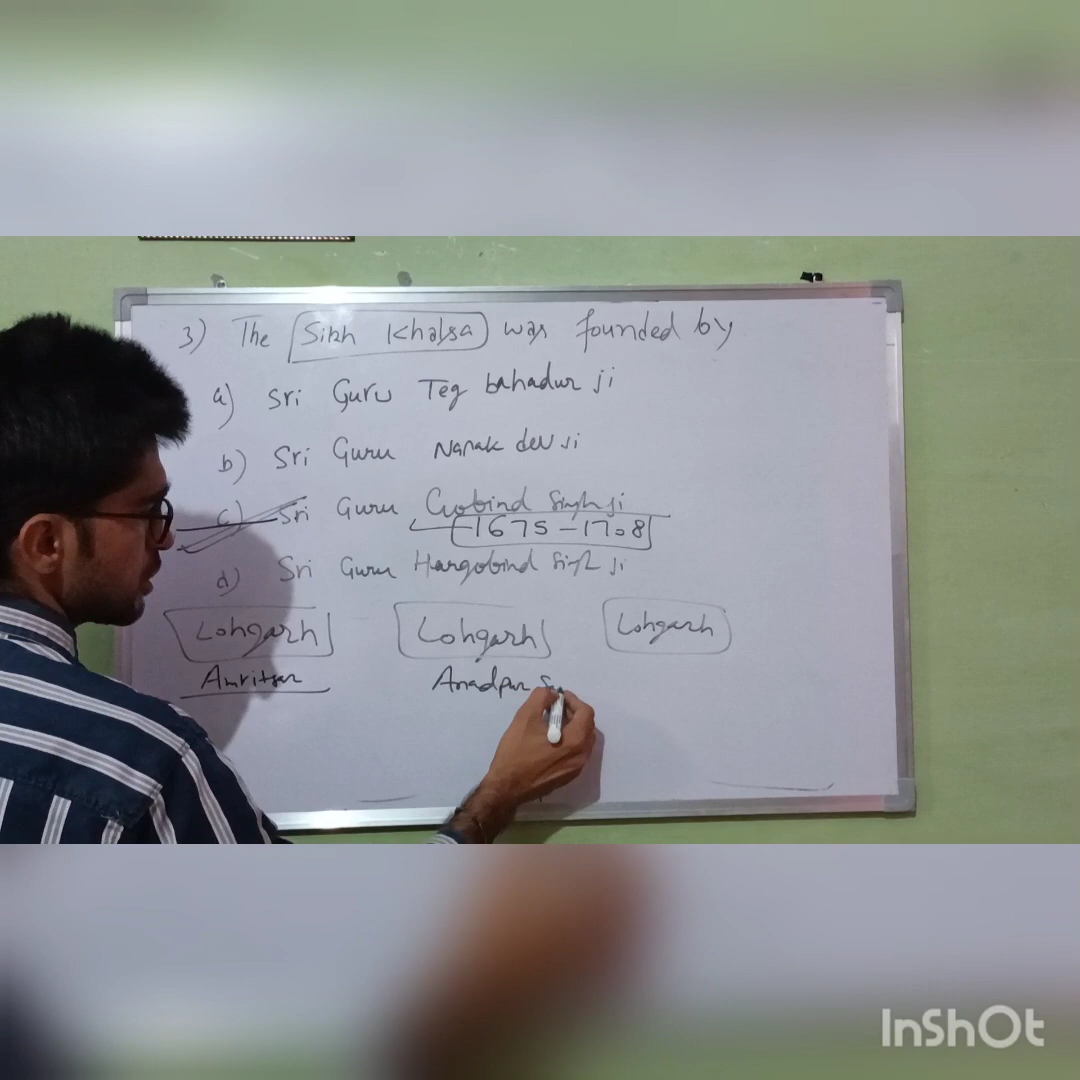 3) The Sikh Khalsa was founded by
a) Sri Guru Teg bahadur ji
b) Sri Guru Nanak dev ji
c) Sri Guru Gobind Singh ji
1675-1708
d) Sri Guru Hargobind Singh ji
Lohgarh Lohgarh Lohgarh
Amritsar Anadpur
InShOt